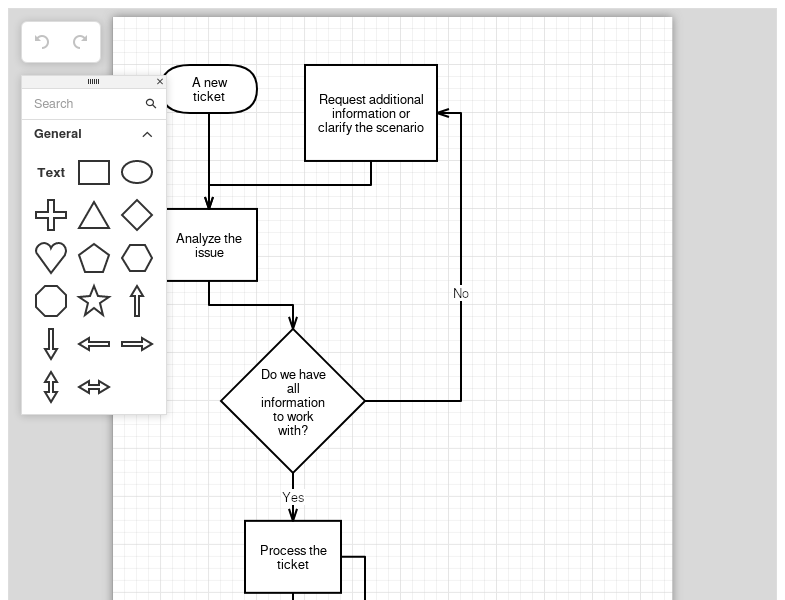 Search
General
Text
A new
ticket
Request additional
information or
clarify the scenario
Analyze the
issue
No
Do we have
all
information
to work
with?
Yes
Process the
ticket